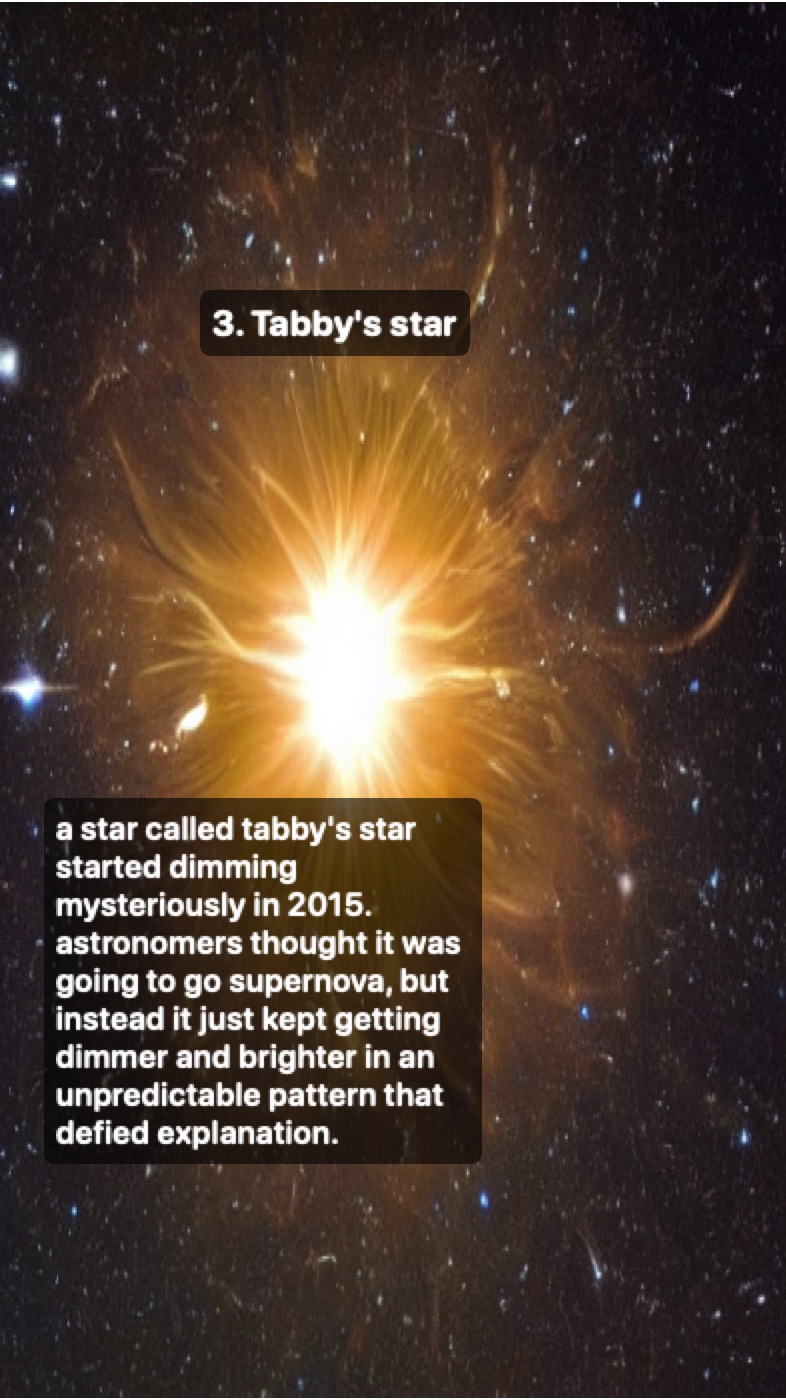 3. Tabby's star
a star called tabby's star
started dimming
mysteriously in 2015.
astronomers thought it was
going to go supernova, but
instead it just kept getting
dimmer and brighter in an
unpredictable pattern that
defied explanation.